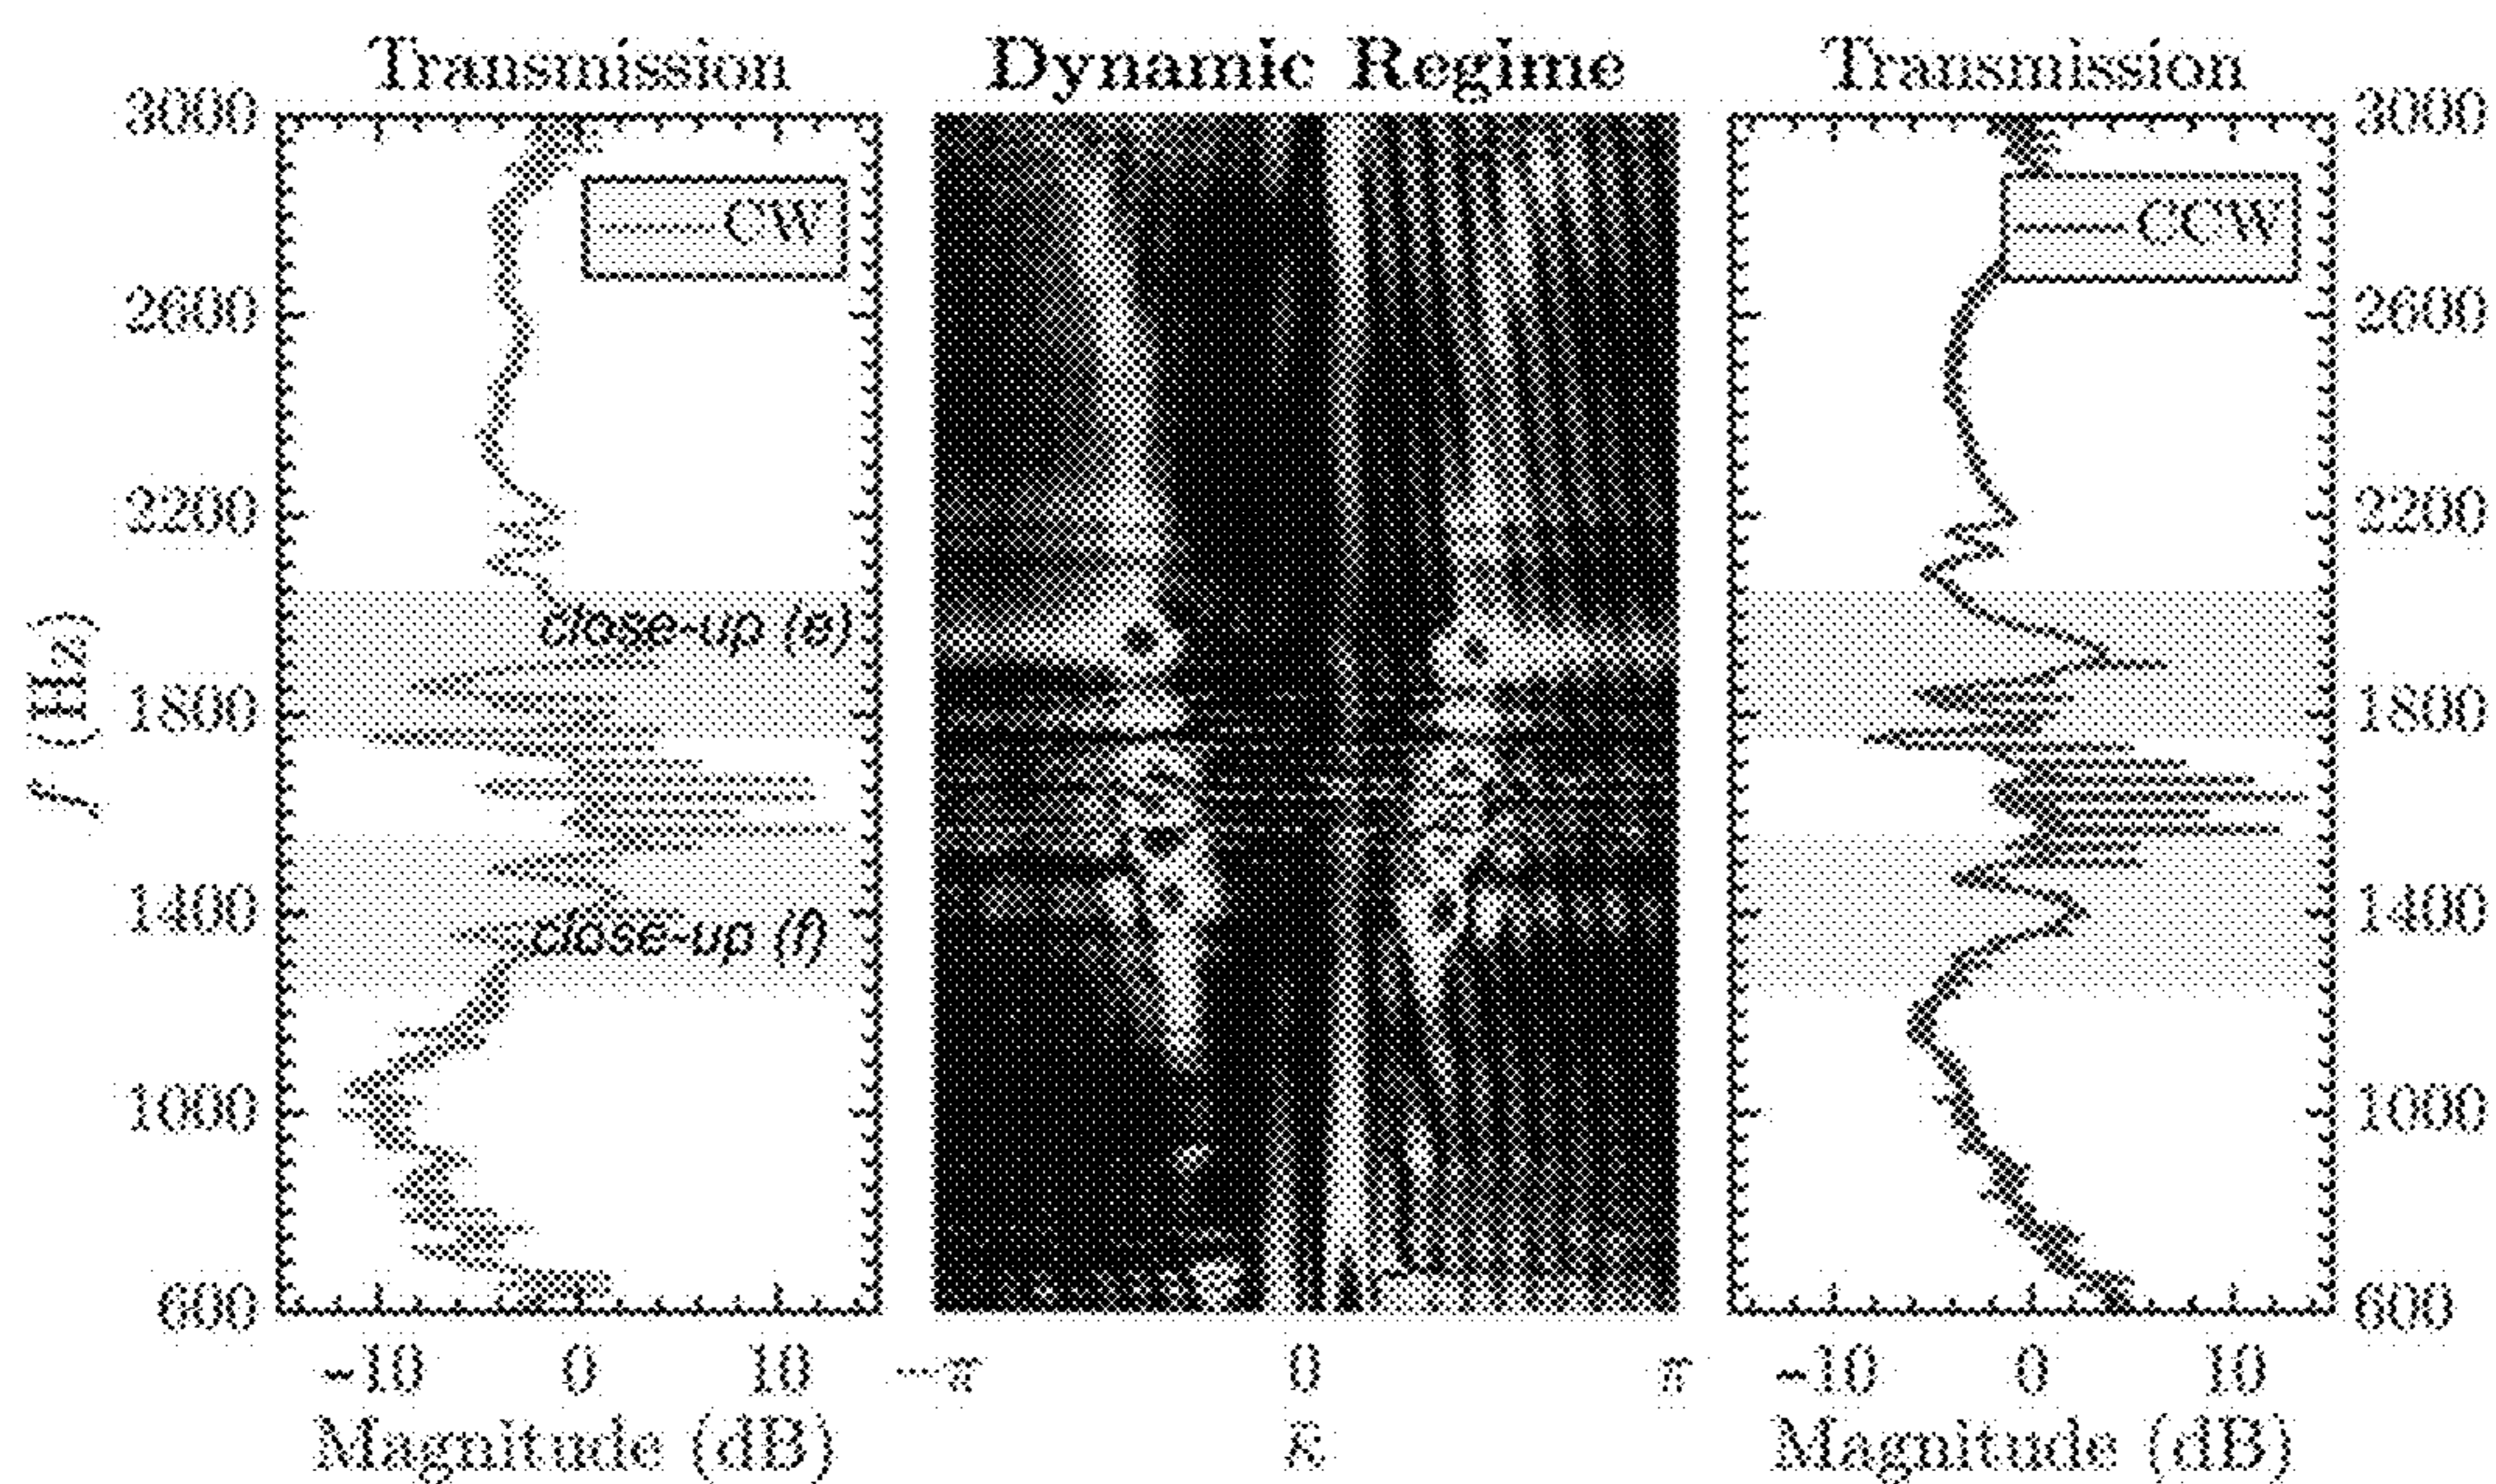 Transmission Dynamic Regime Transmission
3000 3000
CW CCW
2600 2600
2200 2200
close-up (e)
f (Hz)
1800 1800
1400 1400
close-up (f)
1000 1000
600 600
-10 0 10 -π 0 π -10 0 10
Magnitude (dB) κ Magnitude (dB)